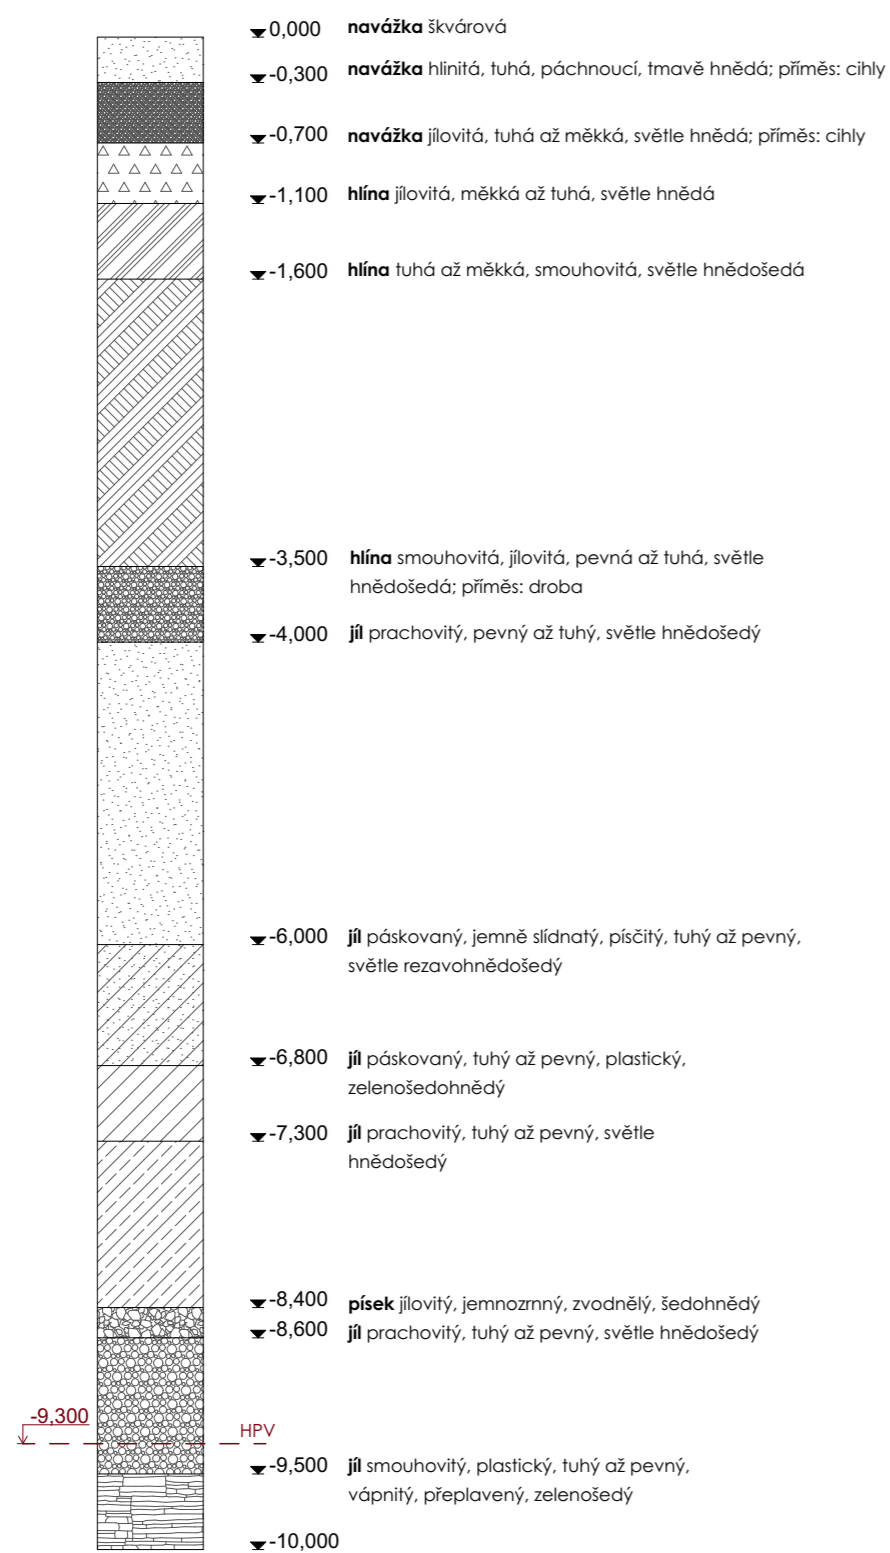 0,000 navážka škvárová
-0,300 navážka hlinitá, tuhá, páchnoucí, tmavě hnědá; příměs: cihly
-0,700 navážka jílovitá, tuhá až měkká, světle hnědá; příměs: cihly
-1,100 hlína jílovitá, měkká až tuhá, světle hnědá
-1,600 hlína tuhá až měkká, smouhovitá, světle hnědošedá
-3,500 hlína smouhovitá, jílovitá, pevná až tuhá, světle
hnědošedá; příměs: droba
-4,000 jíl prachovitý, pevný až tuhý, světle hnědošedý
-6,000 jíl páskovaný, jemně slídnatý, písčitý, tuhý až pevný,
světle rezavohnědošedý
-6,800 jíl páskovaný, tuhý až pevný, plastický,
zelenošedohnědý
-7,300 jíl prachovitý, tuhý až pevný, světle
hnědošedý
-8,400 písek jílovitý, jemnozrnný, zvodnělý, šedohnědý
-8,600 jíl prachovitý, tuhý až pevný, světle hnědošedý
-9,300
HPV
-9,500 jíl smouhovitý, plastický, tuhý až pevný,
vápnitý, přeplavený, zelenošedý
-10,000